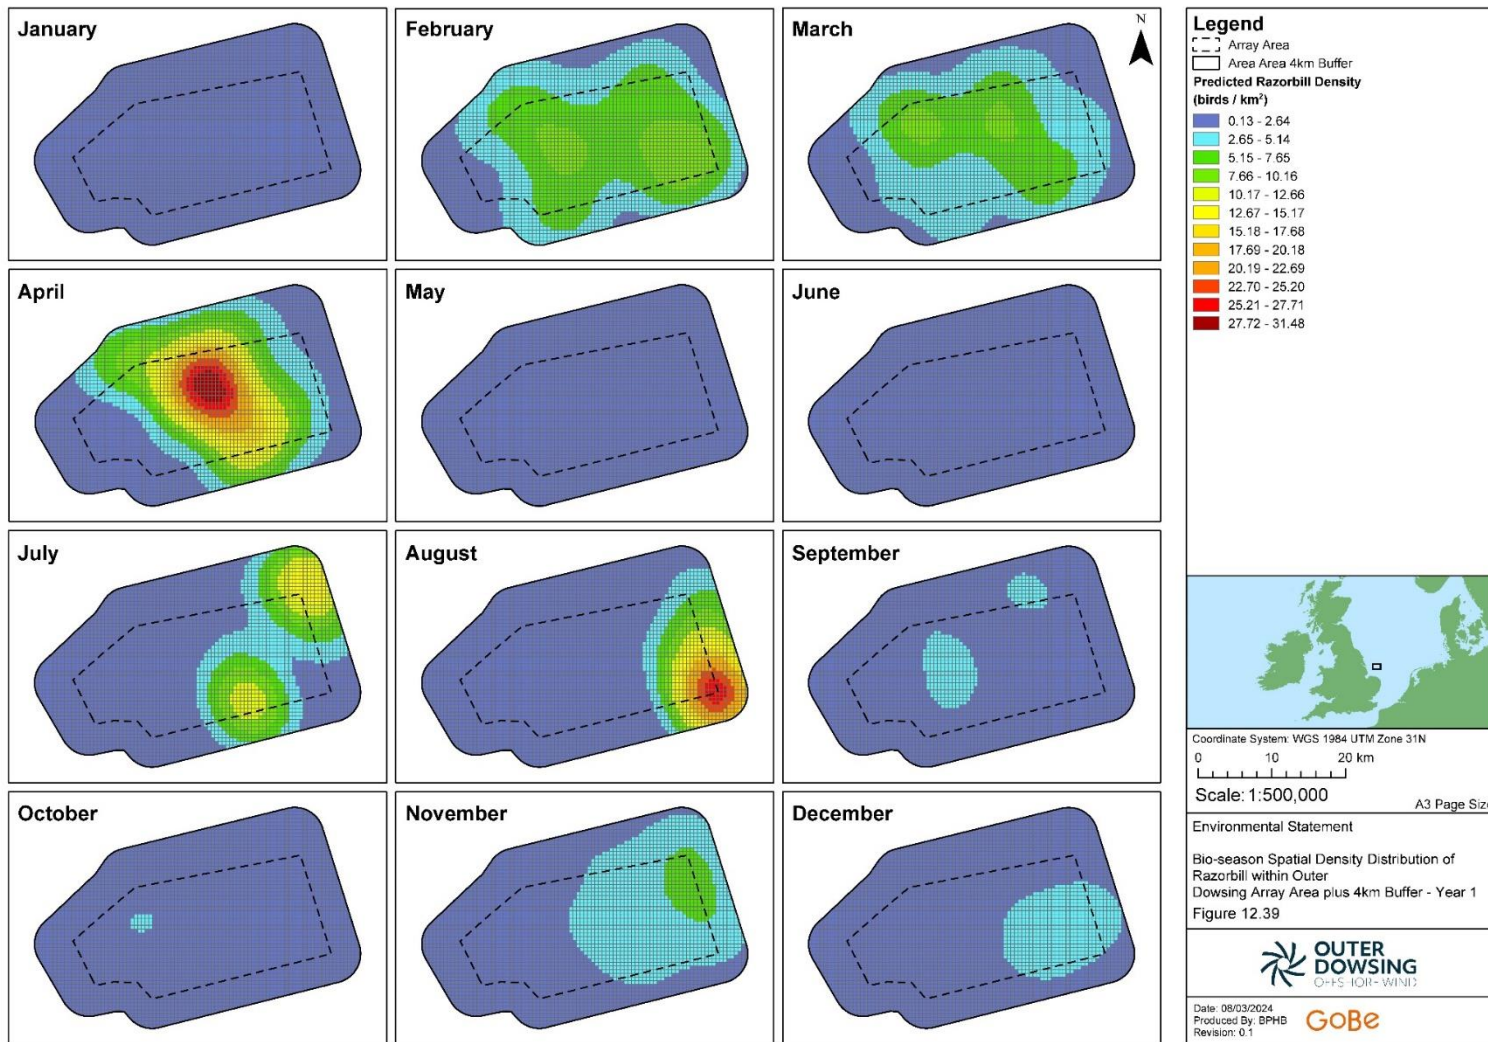 January
February
March
N
April
May
June
July
August
September
October
November
December
Legend
Array Area
Area Area 4km Buffer
Predicted Razorbill Density
(birds / km²)
0.13 - 2.64
2.65 - 5.14
5.15 - 7.65
7.66 - 10.16
10.17 - 12.66
12.67 - 15.17
15.18 - 17.68
17.69 - 20.18
20.19 - 22.69
22.70 - 25.20
25.21 - 27.71
27.72 - 31.48
Coordinate System: WGS 1984 UTM Zone 31N
0 10 20 km
Scale: 1:500,000
A3 Page Size
Environmental Statement
Bio-season Spatial Density Distribution of
Razorbill within Outer
Dowsing Array Area plus 4km Buffer - Year 1
Figure 12.39
OUTER
DOWSING
OFFSHORE WIND
Date: 08/03/2024
Produced By: BPHB
Revision: 0.1
GoBe